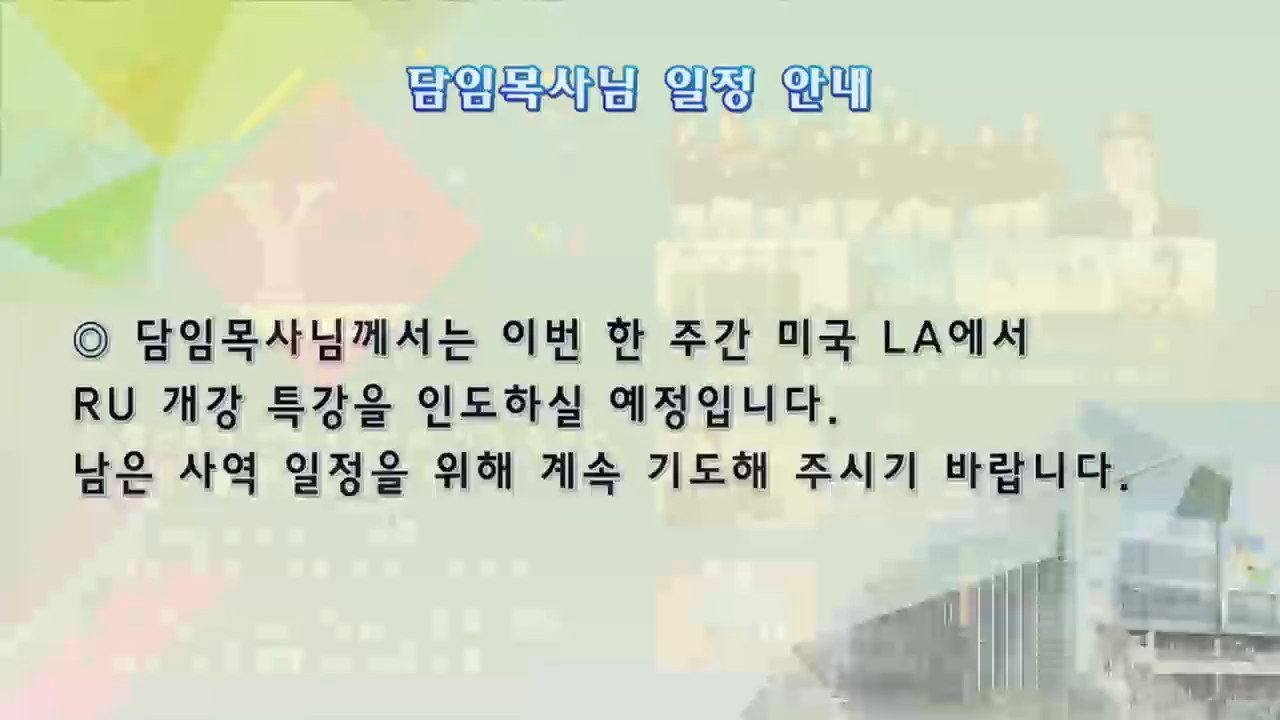 담임목사님 일정 안내
Y
◎ 담임목사님께서는 이번 한 주간 미국 LA에서
RU 개강 특강을 인도하실 예정입니다.
남은 사역 일정을 위해 계속 기도해 주시기 바랍니다.